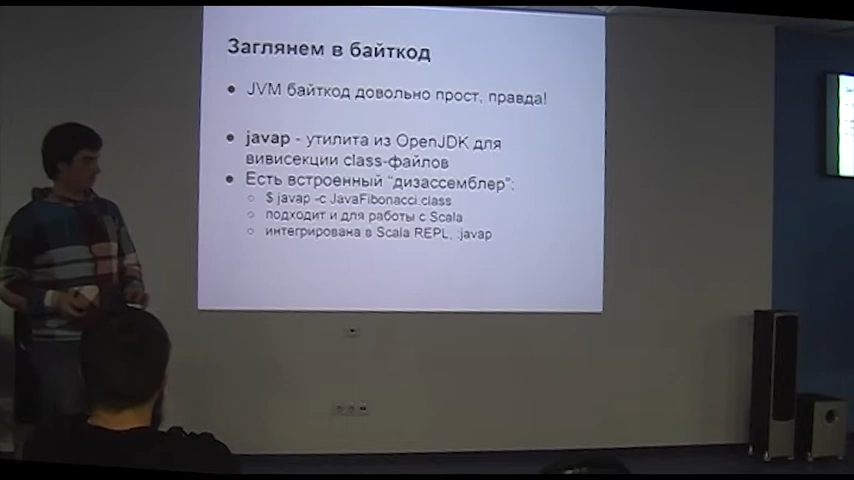 Заглянем в байткод
● JVM байткод довольно прост, правда!
● javap - утилита из OpenJDK для
вивисекции class-файлов
● Есть встроенный “дизассемблер”:
○ $ javap -c JavaFibonacci.class
○ подходит и для работы с Scala
○ интегрирована в Scala REPL, :javap